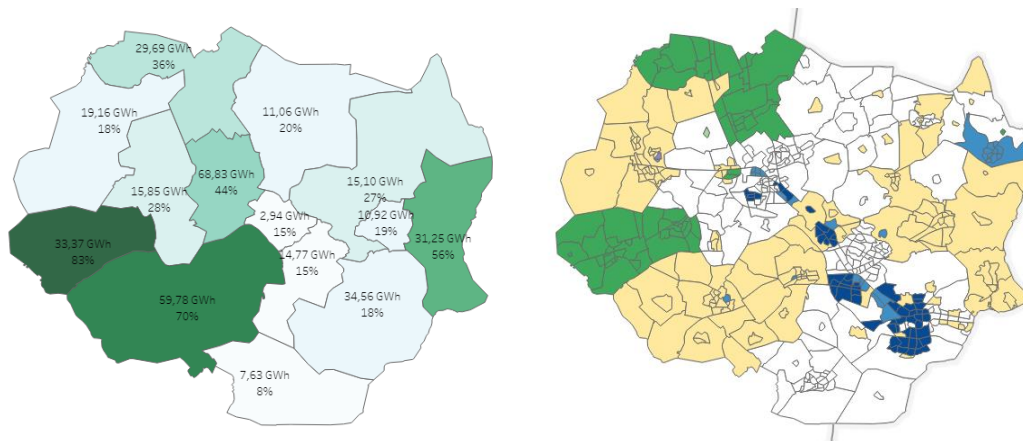 29,69 GWh
36%
19,16 GWh
18%
11,06 GWh
20%
68,83 GWh
44%
15,85 GWh
28%
15,10 GWh
27%
2,94 GWh
15%
10,92 GWh
19%
33,37 GWh
83%
14,77 GWh
15%
31,25 GWh
56%
59,78 GWh
70%
34,56 GWh
18%
7,63 GWh
8%